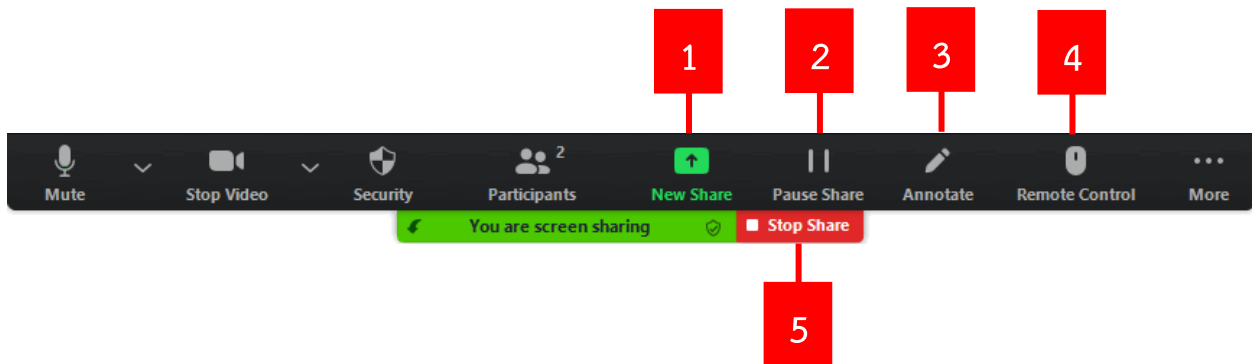 1 2 3 4
2
Mute Stop Video Security Participants New Share Pause Share Annotate Remote Control More
You are screen sharing Stop Share
5